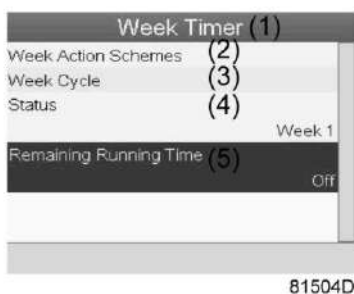 Week Timer (1)
Week Action Schemes (2)
Week Cycle (3)
Status (4)
Week 1
Remaining Running Time (5)
Off
81504D